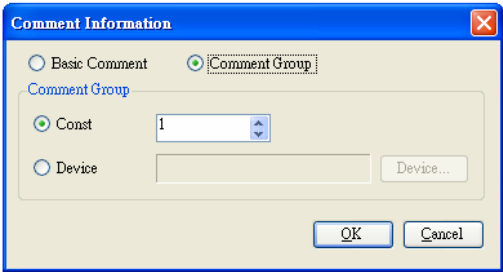 Comment Information
Basic Comment Comment Group
Comment Group
Const 1
Device Device...
OK Cancel